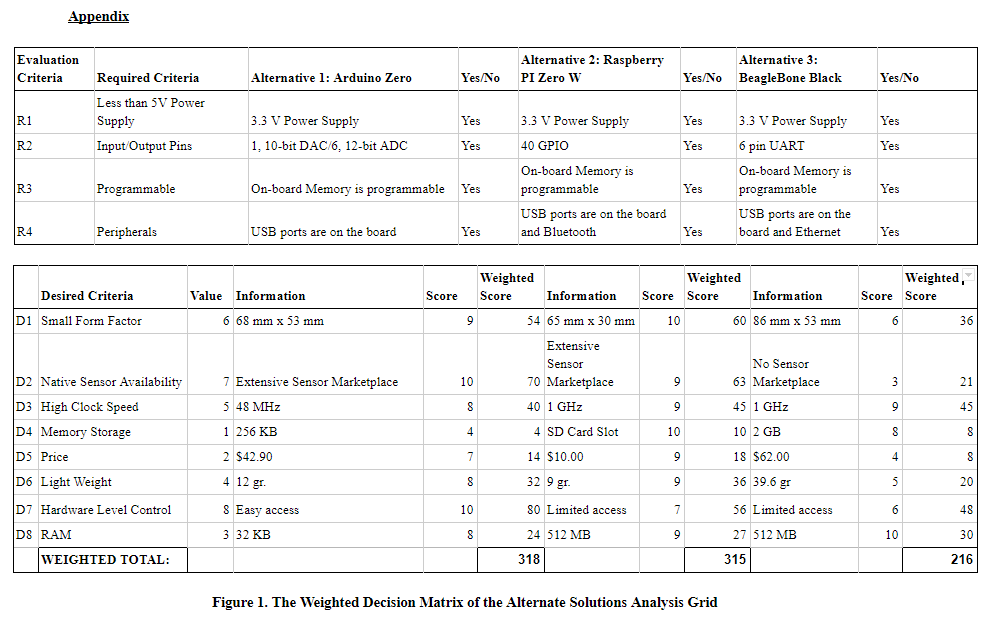 Appendix
Evaluation Criteria | Required Criteria | Alternative 1: Arduino Zero | Yes/No | Alternative 2: Raspberry PI Zero W | Yes/No | Alternative 3: BeagleBone Black | Yes/No
R1 | Less than 5V Power Supply | 3.3 V Power Supply | Yes | 3.3 V Power Supply | Yes | 3.3 V Power Supply | Yes
R2 | Input/Output Pins | 1, 10-bit DAC/6, 12-bit ADC | Yes | 40 GPIO | Yes | 6 pin UART | Yes
R3 | Programmable | On-board Memory is programmable | Yes | On-board Memory is programmable | Yes | On-board Memory is programmable | Yes
R4 | Peripherals | USB ports are on the board | Yes | USB ports are on the board and Bluetooth | Yes | USB ports are on the board and Ethernet | Yes
Desired Criteria | Value | Information | Score | Weighted Score | Information | Score | Weighted Score | Information | Score | Weighted Score
D1 | Small Form Factor | 6 | 68 mm x 53 mm | 9 | 54 | 65 mm x 30 mm | 10 | 60 | 86 mm x 53 mm | 6 | 36
D2 | Native Sensor Availability | 7 | Extensive Sensor Marketplace | 10 | 70 | Extensive Sensor Marketplace | 9 | 63 | No Sensor Marketplace | 3 | 21
D3 | High Clock Speed | 5 | 48 MHz | 8 | 40 | 1 GHz | 9 | 45 | 1 GHz | 9 | 45
D4 | Memory Storage | 1 | 256 KB | 4 | 4 | SD Card Slot | 10 | 10 | 2 GB | 8 | 8
D5 | Price | 2 | $42.90 | 7 | 14 | $10.00 | 9 | 18 | $62.00 | 4 | 8
D6 | Light Weight | 4 | 12 gr. | 8 | 32 | 9 gr. | 9 | 36 | 39.6 gr | 5 | 20
D7 | Hardware Level Control | 8 | Easy access | 10 | 80 | Limited access | 7 | 56 | Limited access | 6 | 48
D8 | RAM | 3 | 32 KB | 8 | 24 | 512 MB | 9 | 27 | 512 MB | 10 | 30
WEIGHTED TOTAL: | 318 | 315 | 216
Figure 1. The Weighted Decision Matrix of the Alternate Solutions Analysis Grid